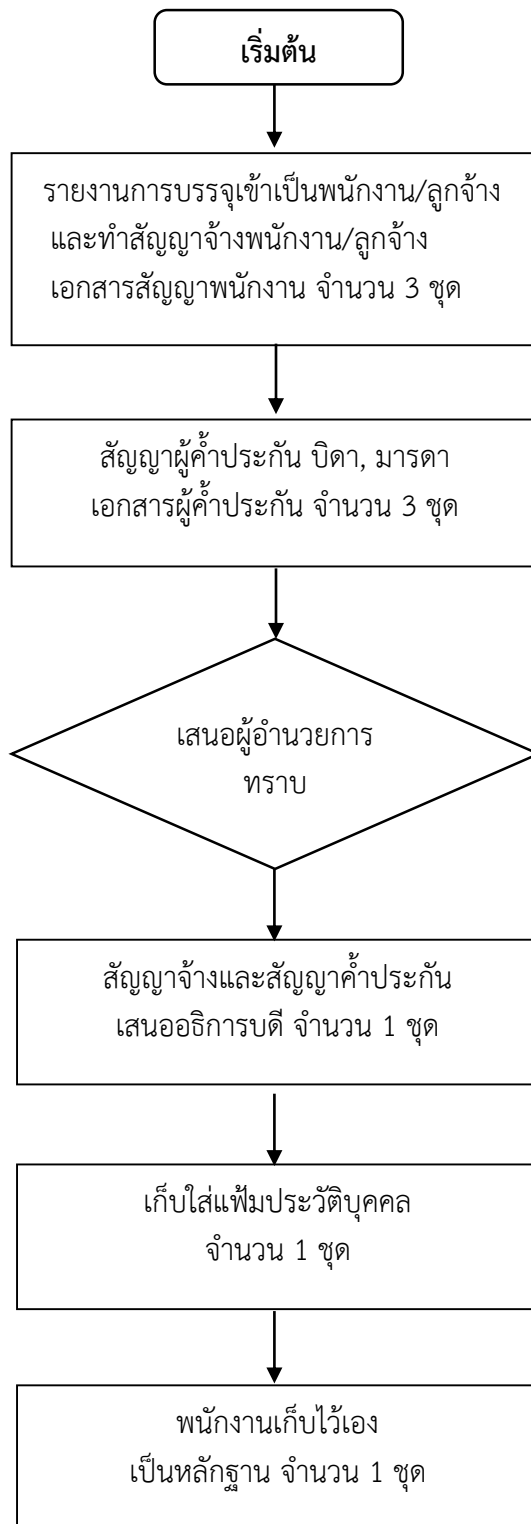 เริ่มต้น
รายงานการบรรจุเข้าเป็นพนักงาน/ลูกจ้าง
และทำสัญญาจ้างพนักงาน/ลูกจ้าง
เอกสารสัญญาพนักงาน จำนวน 3 ชุด
สัญญาผู้ค้ำประกัน บิดา, มารดา
เอกสารผู้ค้ำประกัน จำนวน 3 ชุด
เสนอผู้อำนวยการ
ทราบ
สัญญาจ้างและสัญญาค้ำประกัน
เสนออธิการบดี จำนวน 1 ชุด
เก็บใส่แฟ้มประวัติบุคคล
จำนวน 1 ชุด
พนักงานเก็บไว้เอง
เป็นหลักฐาน จำนวน 1 ชุด